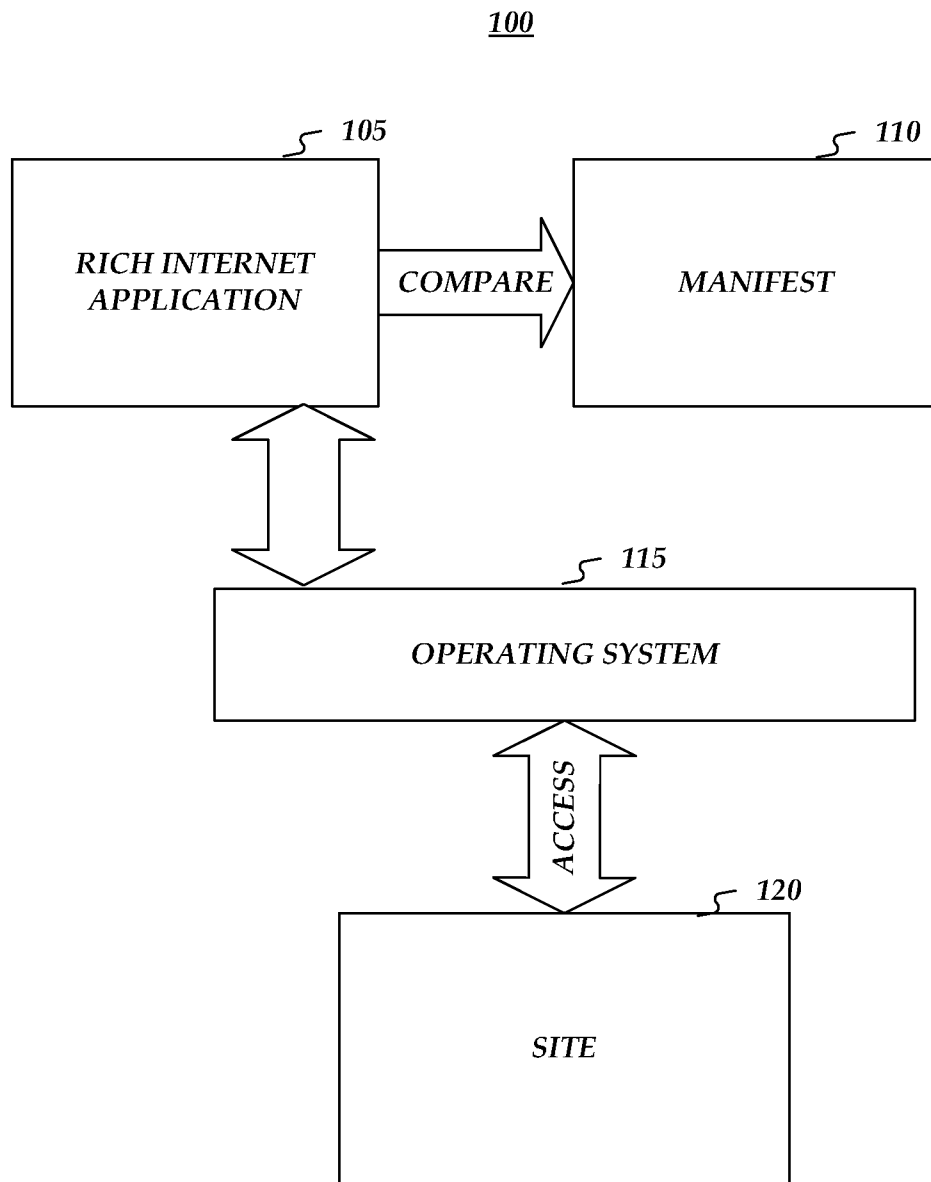 100
105
110
RICH INTERNET
APPLICATION
COMPARE
MANIFEST
115
OPERATING SYSTEM
ACCESS
120
SITE